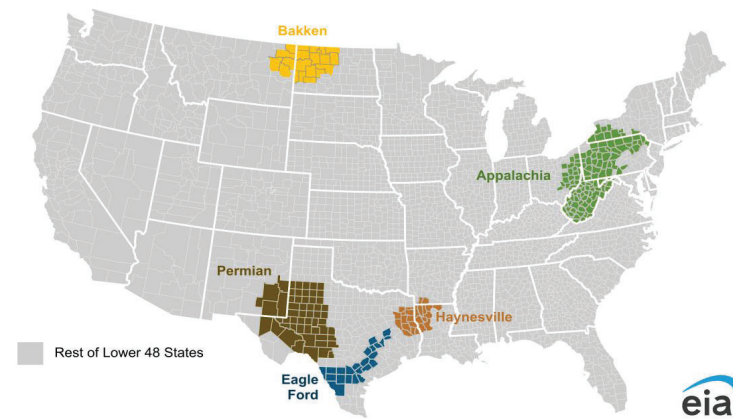 Bakken
Appalachia
Permian
Haynesville
Rest of Lower 48 States
Eagle
Ford
eia